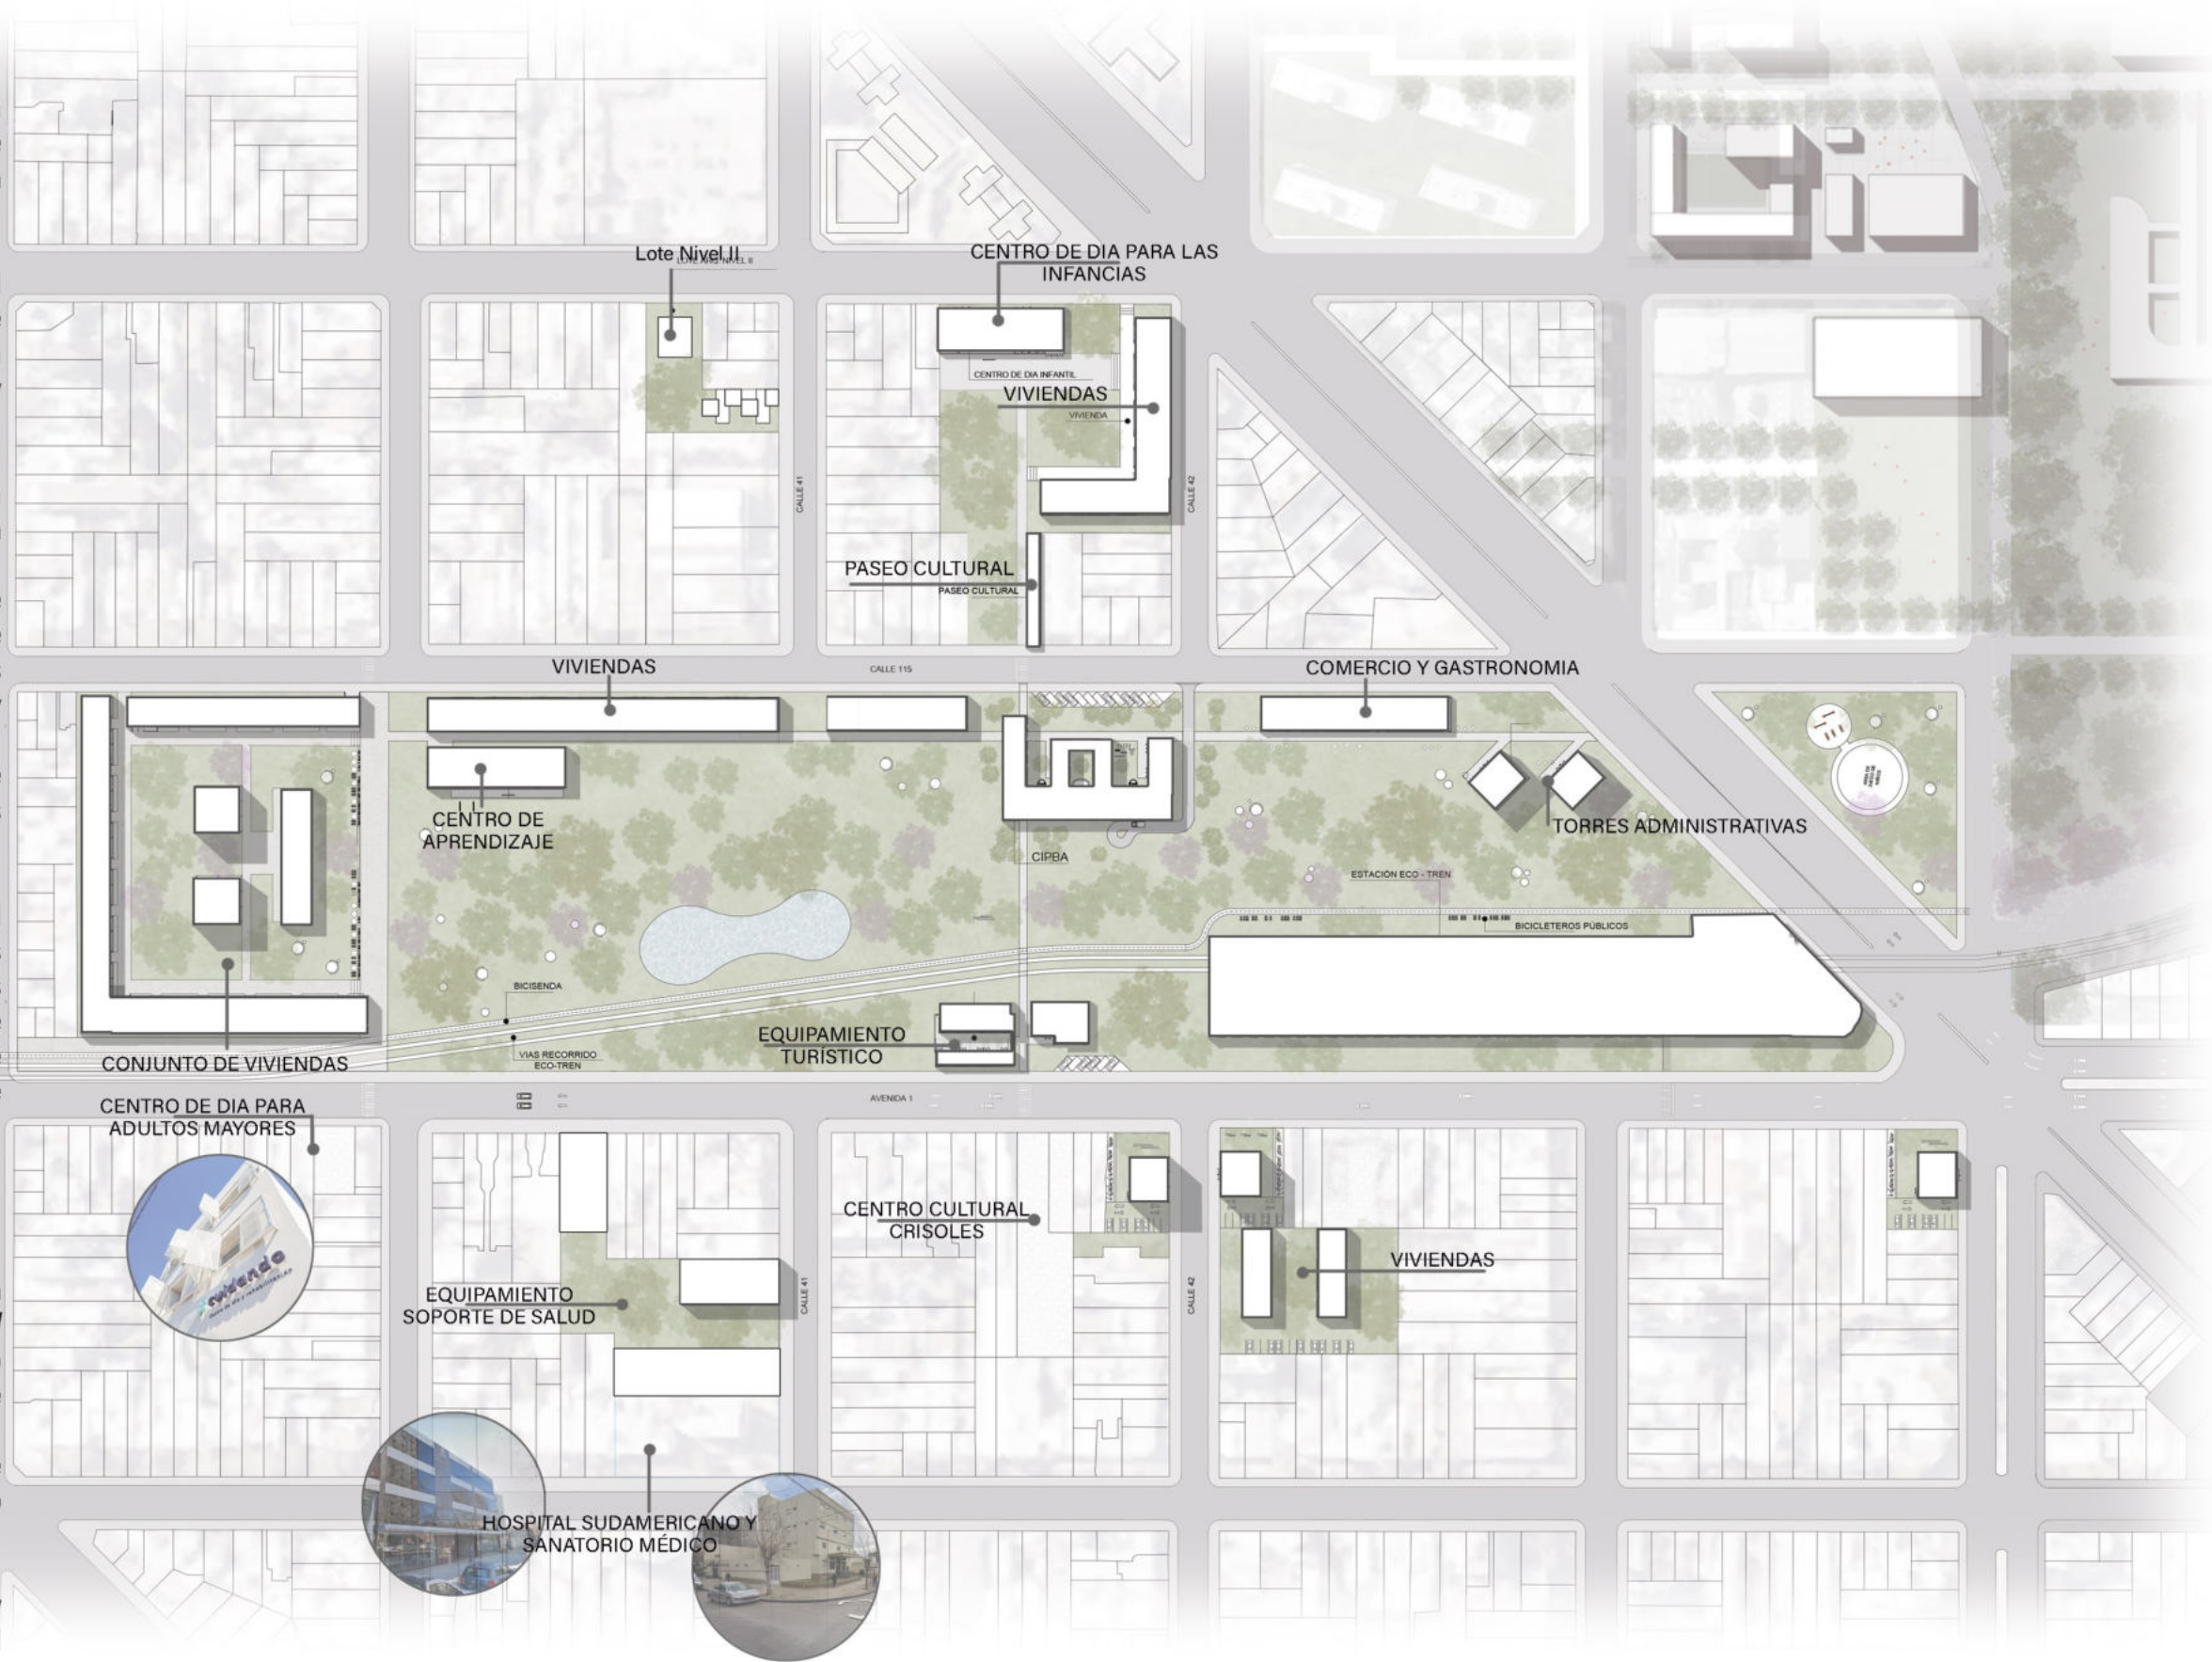 Lote Nivel II
CENTRO DE DIA PARA LAS
INFANCIAS
CENTRO DE DIA INFANTIL
VIVIENDAS
VIVIENDA
CALLE 41
CALLE 42
PASEO CULTURAL
PASEO CULTURAL
VIVIENDAS
CALLE 115
COMERCIO Y GASTRONOMIA
CENTRO DE
APRENDIZAJE
TORRES ADMINISTRATIVAS
CIPBA
ESTACIÓN ECO - TREN
BICICLETEROS PÚBLICOS
BICISENDA
EQUIPAMIENTO
TURÍSTICO
VIAS RECORRIDO
ECO-TREN
CONJUNTO DE VIVIENDAS
AVENIDA 1
CENTRO DE DIA PARA
ADULTOS MAYORES
cuidando
CENTRO CULTURAL
CRISOLES
VIVIENDAS
EQUIPAMIENTO
SOPORTE DE SALUD
CALLE 41
CALLE 42
HOSPITAL SUDAMERICANO Y
SANATORIO MÉDICO